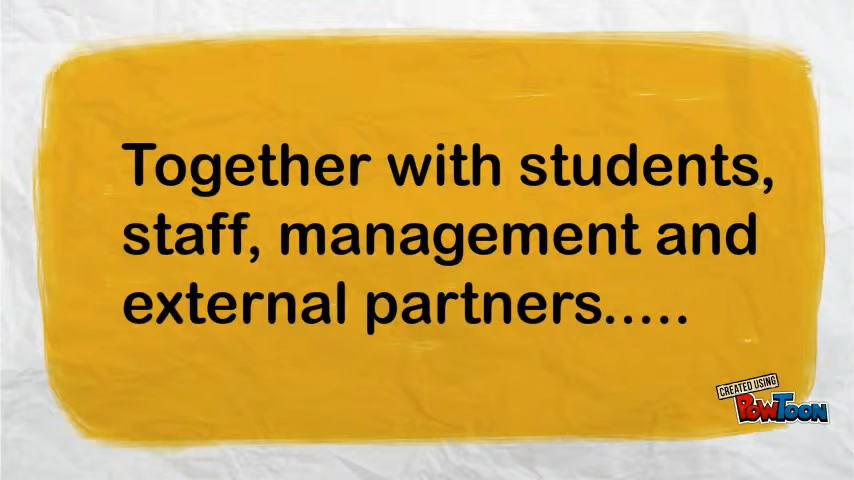 Together with students,
staff, management and
external partners.....
CREATED USING
POWTOON